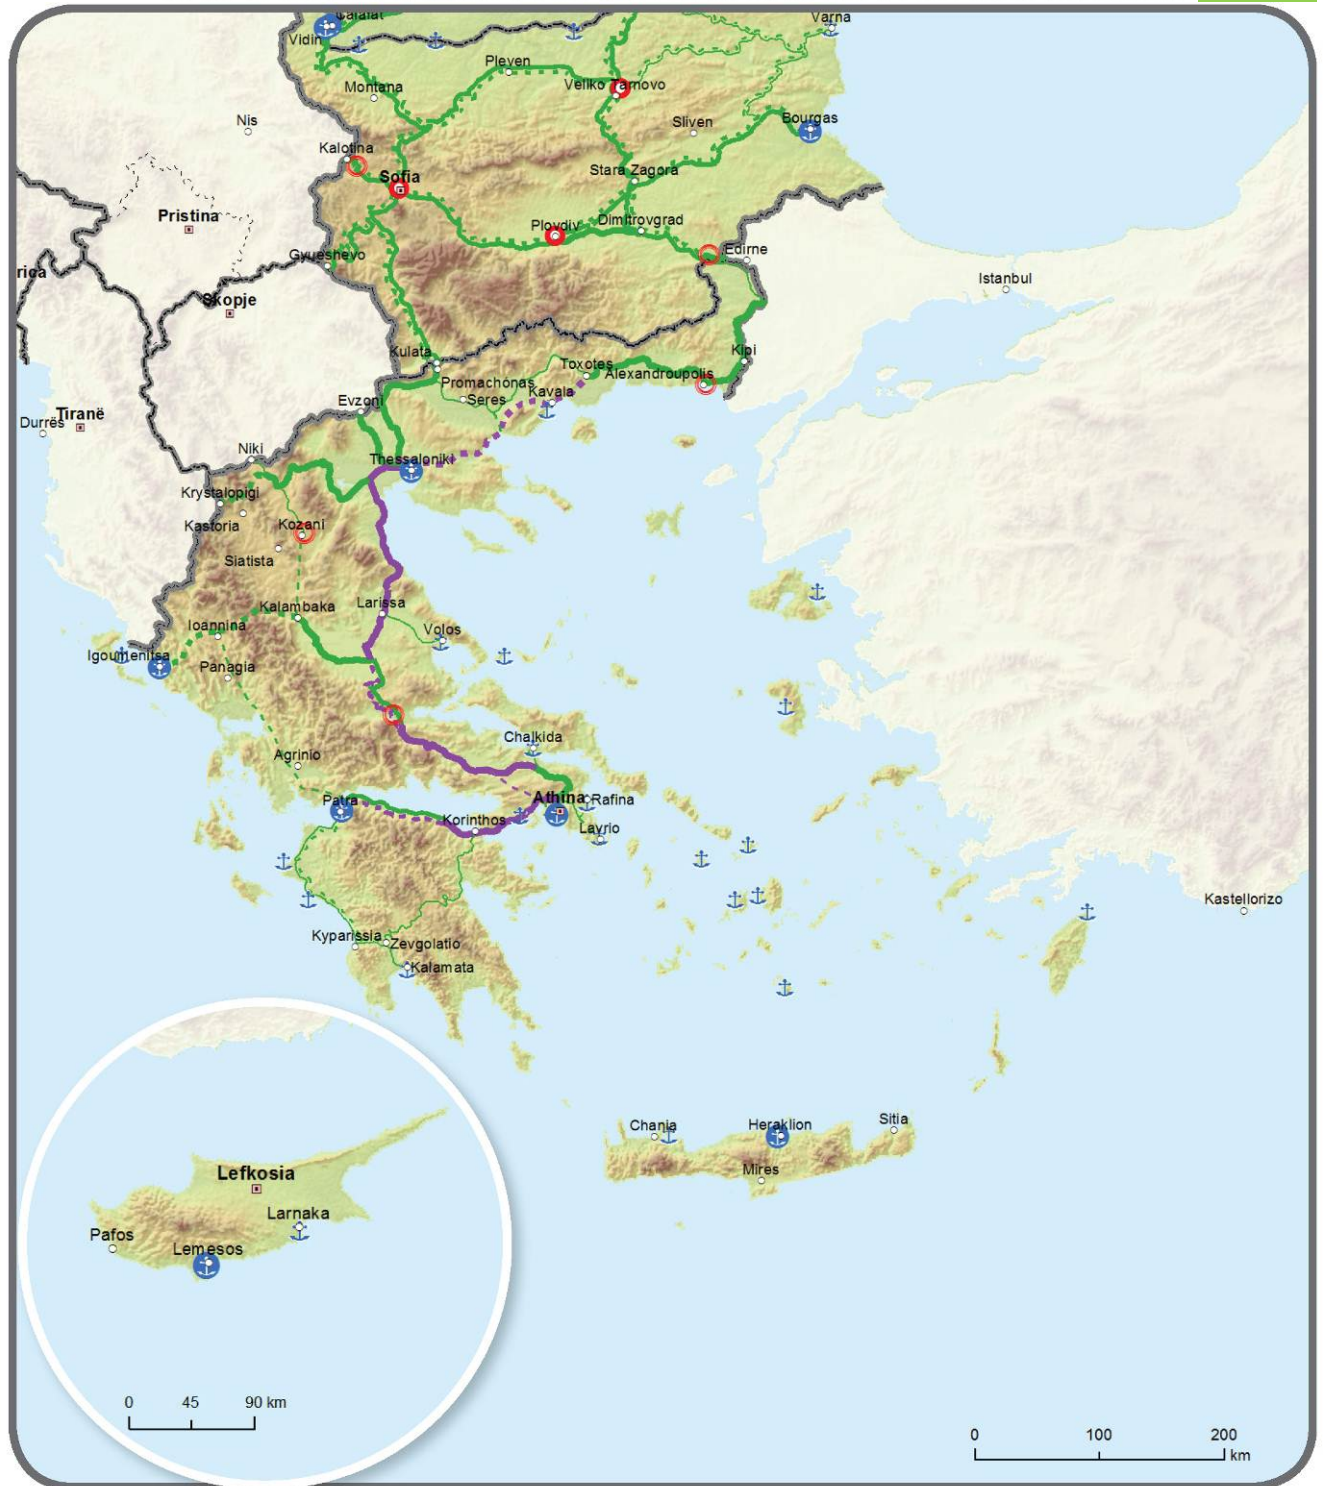 Calafat
Varna
Vidin
Pleven
Montana
Veliko Tarnovo
Nis
Sliven
Bourgas
Kalotina
Sofia
Stara Zagora
Pristina
Plovdiv
Dimitrovgrad
Gyueshevo
Edirne
rica
Istanbul
Skopje
Kulata
Kipi
Toxotes
Alexandroupolis
Promachonas
Kavala
Seres
Evzoni
Tiranë
Durrës
Niki
Thessaloniki
Krystalopigi
Kastoria
Kozani
Siatista
Kalambaka
Larissa
Ioannina
Volos
Igoumenitsa
Panagia
Chalkida
Agrinio
Patra
Athina
Rafina
Korinthos
Lavrio
Kastellorizo
Kyparissia
Zevgolatio
Kalamata
Chania
Heraklion
Sitia
Mires
Lefkosia
Larnaka
Pafos
Lemesos
0 45 90 km
0 100 200
km